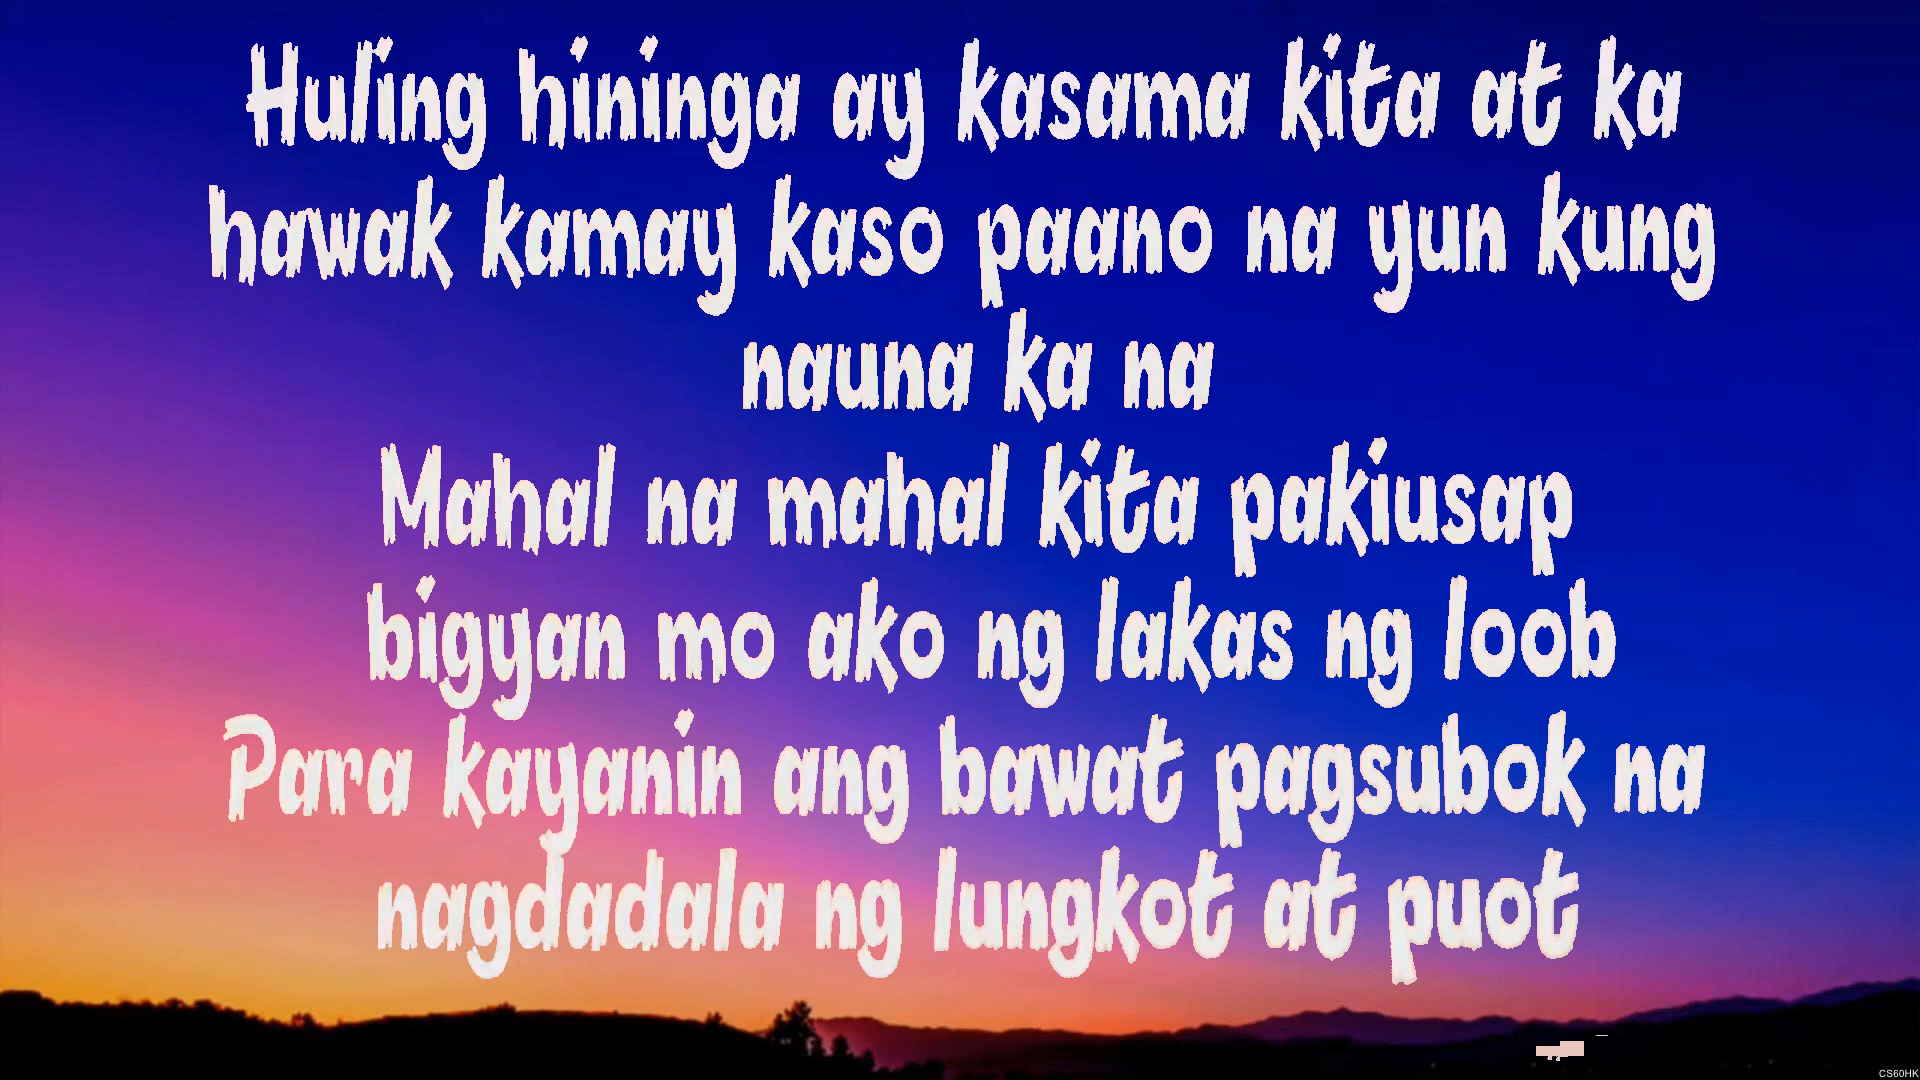 Huling hininga ay kasama kita at ka
hawak kamay kaso paano na yun kung
nauna ka na
Mahal na mahal kita pakiusap
bigyan mo ako ng lakas ng loob
Para kayanin ang bawat pagsubok na
nagdadala ng lungkot at puot
CS60HK